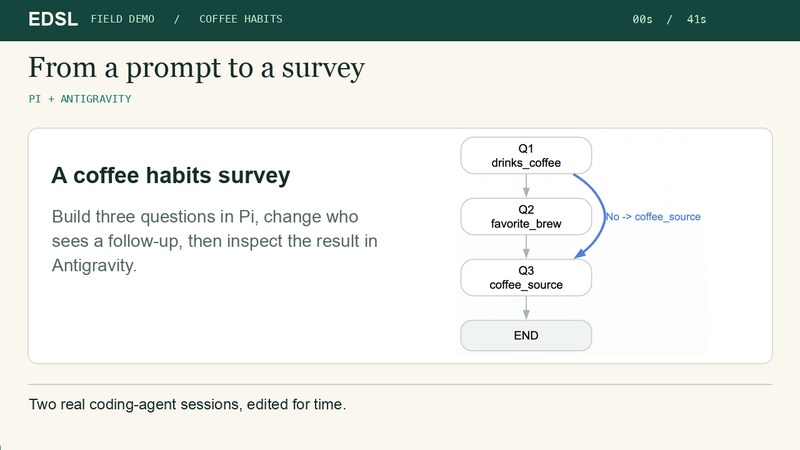 EDSL FIELD DEMO / COFFEE HABITS 00s / 41s
From a prompt to a survey
PI + ANTIGRAVITY
A coffee habits survey
Build three questions in Pi, change who
sees a follow-up, then inspect the result in
Antigravity.
Q1
drinks_coffee
Q2
favorite_brew
No -> coffee_source
Q3
coffee_source
END
Two real coding-agent sessions, edited for time.